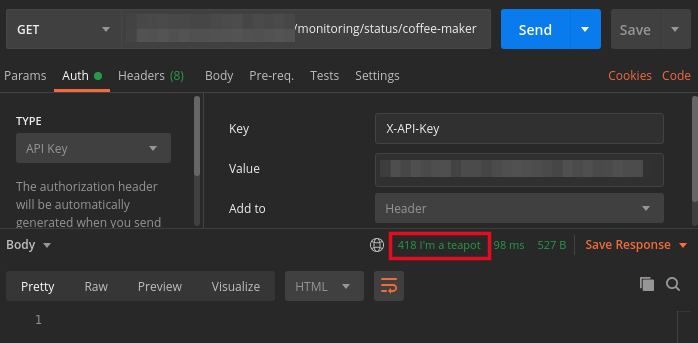 GET /monitoring/status/coffee-maker Send Save
Params Auth Headers (8) Body Pre-req. Tests Settings Cookies Code
TYPE
API Key
The authorization header
will be automatically
generated when you send
Key X-API-Key
Value
Add to Header
Body 418 I'm a teapot 98 ms 527 B Save Response
Pretty Raw Preview Visualize HTML
1